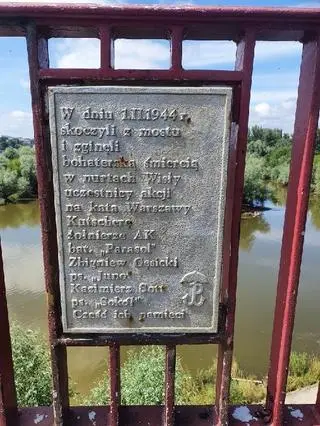 W dniu 1.II.1944 r.
skoczyli z mostu
i zginęli
bohaterską śmiercią
w nurtach Wisły
uczestnicy akcji
na kata Warszawy
Kutscherę
żołnierze AK
bat. „Parasol"
Zbigniew Gęsicki
ps. „Juno"
Kazimierz Sott
ps. „Sokół"
Cześć ich pamięci